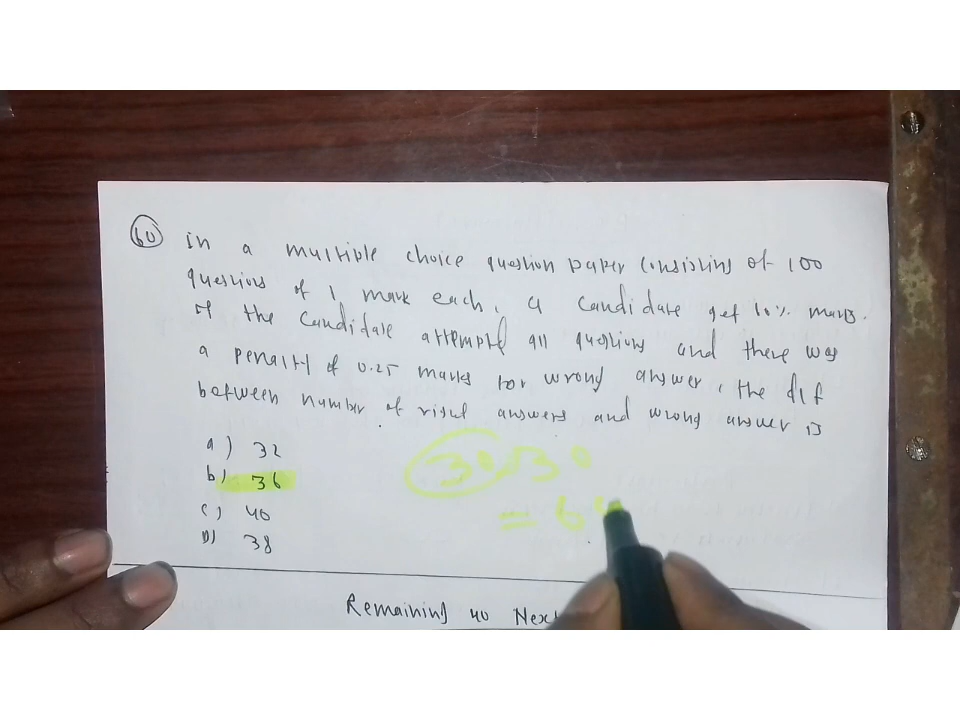 60 In a multiple choice question paper consisting of 100
questions of 1 mark each, a candidate get 10% marks.
If the candidate attempted all questions and there was
a penalty of 0.25 marks for wrong answer, the dif
between number of right answers and wrong answer is
a) 32
b) 36
c) 40
D) 38
= 64
Remaining 40 Next